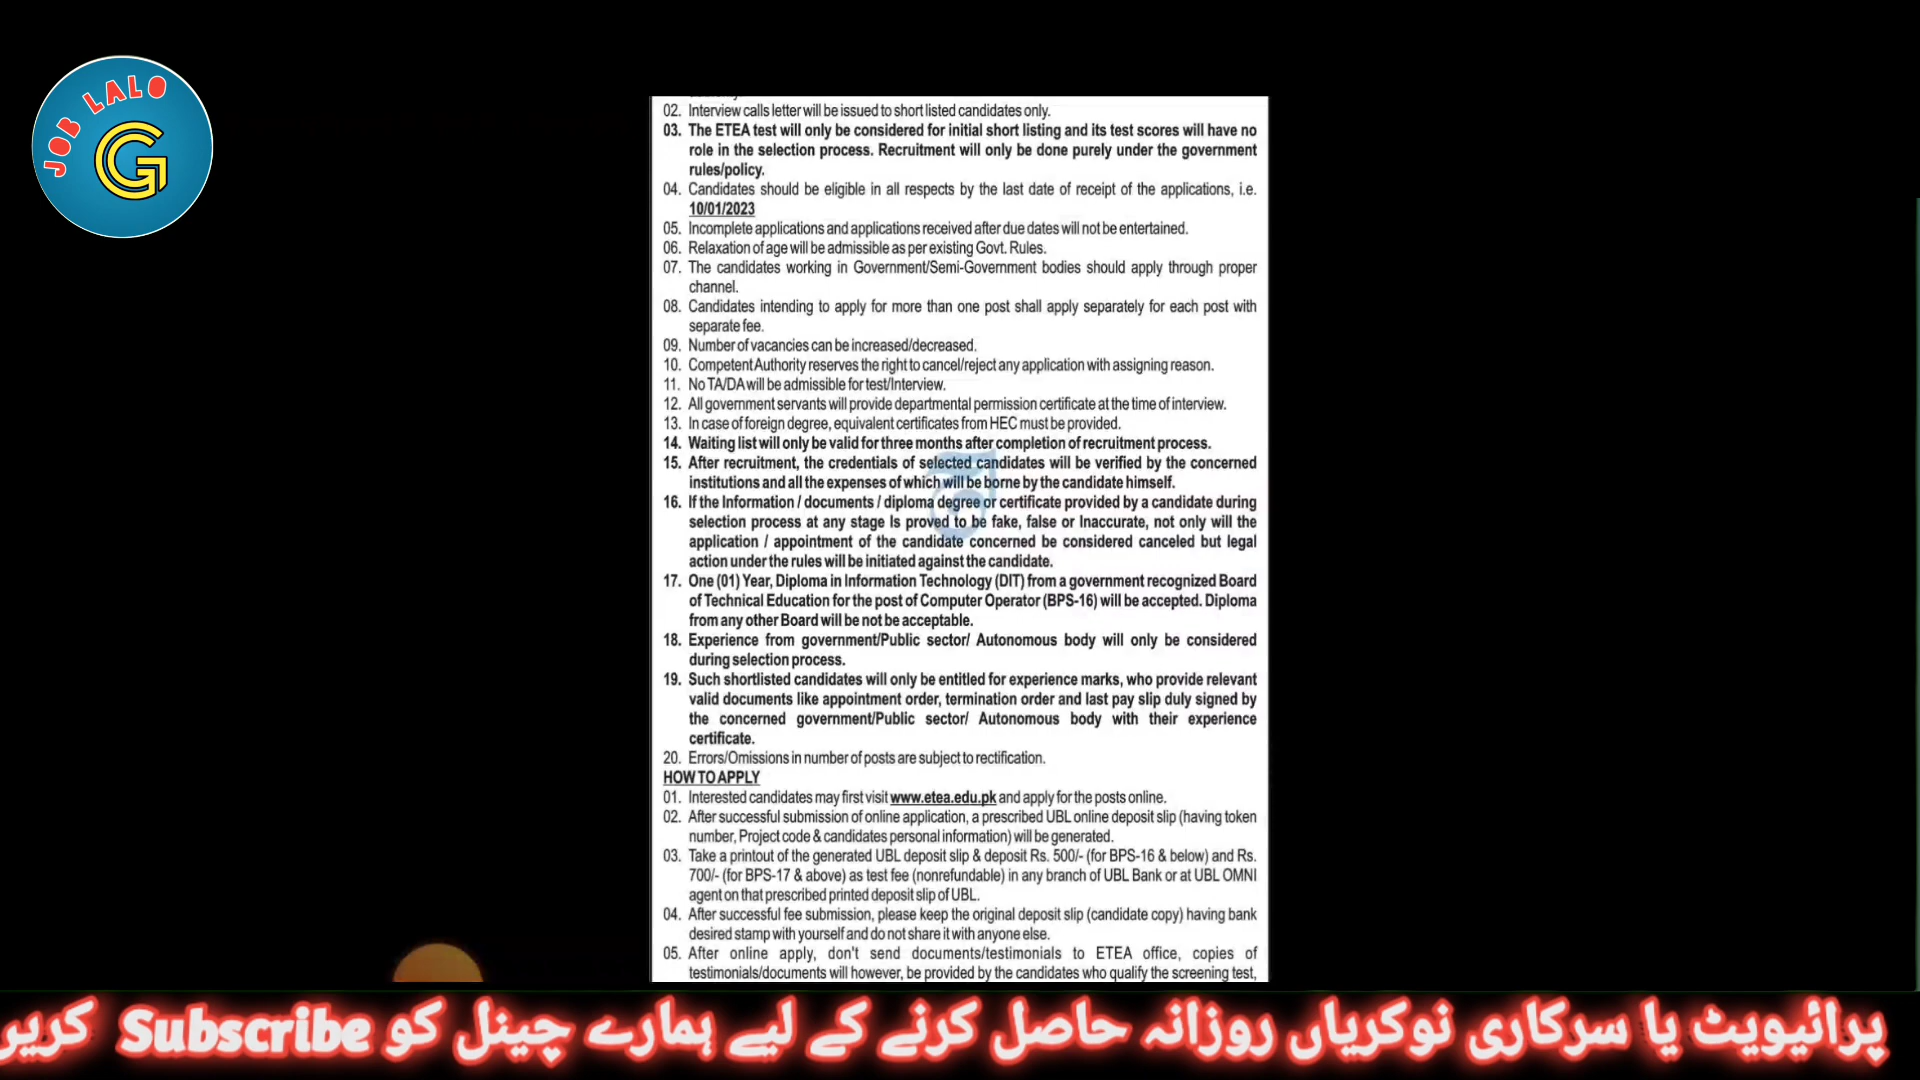 JOB LALO
G
02. Interview calls letter will be issued to short listed candidates only.
03. The ETEA test will only be considered for initial short listing and its test scores will have no
role in the selection process. Recruitment will only be done purely under the government
rules/policy.
04. Candidates should be eligible in all respects by the last date of receipt of the applications, i.e.
10/01/2023
05. Incomplete applications and applications received after due dates will not be entertained.
06. Relaxation of age will be admissible as per existing Govt. Rules.
07. The candidates working in Government/Semi-Government bodies should apply through proper
channel.
08. Candidates intending to apply for more than one post shall apply separately for each post with
separate fee.
09. Number of vacancies can be increased/decreased.
10. Competent Authority reserves the right to cancel/reject any application with assigning reason.
11. No TA/DA will be admissible for test/Interview.
12. All government servants will provide departmental permission certificate at the time of interview.
13. In case of foreign degree, equivalent certificates from HEC must be provided.
14. Waiting list will only be valid for three months after completion of recruitment process.
15. After recruitment, the credentials of selected candidates will be verified by the concerned
institutions and all the expenses of which will be borne by the candidate himself.
16. If the Information / documents / diploma degree or certificate provided by a candidate during
selection process at any stage Is proved to be fake, false or Inaccurate, not only will the
application / appointment of the candidate concerned be considered canceled but legal
action under the rules will be initiated against the candidate.
17. One (01) Year, Diploma in Information Technology (DIT) from a government recognized Board
of Technical Education for the post of Computer Operator (BPS-16) will be accepted. Diploma
from any other Board will be not be acceptable.
18. Experience from government/Public sector/ Autonomous body will only be considered
during selection process.
19. Such shortlisted candidates will only be entitled for experience marks, who provide relevant
valid documents like appointment order, termination order and last pay slip duly signed by
the concerned government/Public sector/ Autonomous body with their experience
certificate.
20. Errors/Omissions in number of posts are subject to rectification.
HOW TO APPLY
01. Interested candidates may first visit www.etea.edu.pk and apply for the posts online.
02. After successful submission of online application, a prescribed UBL online deposit slip (having token
number, Project code & candidates personal information) will be generated.
03. Take a printout of the generated UBL deposit slip & deposit Rs. 500/- (for BPS-16 & below) and Rs.
700/- (for BPS-17 & above) as test fee (nonrefundable) in any branch of UBL Bank or at UBL OMNI
agent on that prescribed printed deposit slip of UBL.
04. After successful fee submission, please keep the original deposit slip (candidate copy) having bank
desired stamp with yourself and do not share it with anyone else.
05. After online apply, don't send documents/testimonials to ETEA office, copies of
testimonials/documents will however, be provided by the candidates who qualify the screening test,
پرائیویٹ یا سرکاری نوکریاں روزانہ حاصل کرنے کے لیے ہمارے چینل کو Subscribe کریں